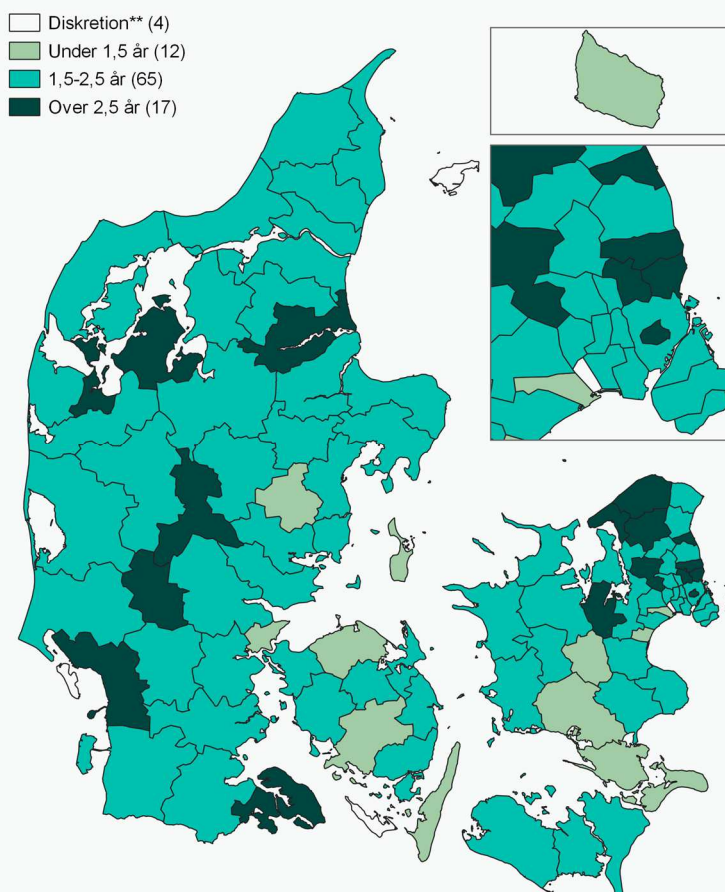 Diskretion** (4)
Under 1,5 år (12)
1,5-2,5 år (65)
Over 2,5 år (17)